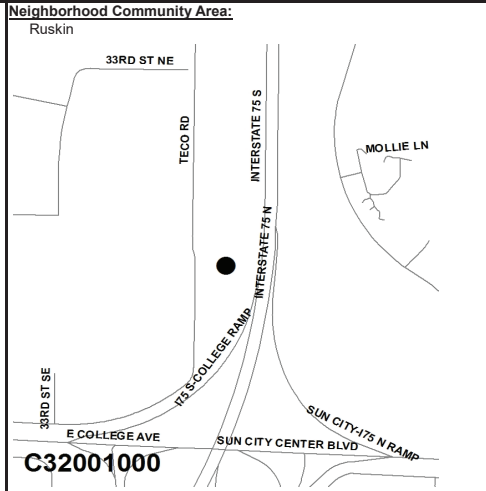 Neighborhood Community Area:
Ruskin
33RD ST NE
TECO RD
INTERSTATE 75 S
MOLLIE LN
INTERSTATE 75 N
I75 S-COLLEGE RAMP
33RD ST SE
E COLLEGE AVE
SUN CITY CENTER BLVD
SUN CITY-I75 N RAMP
C32001000